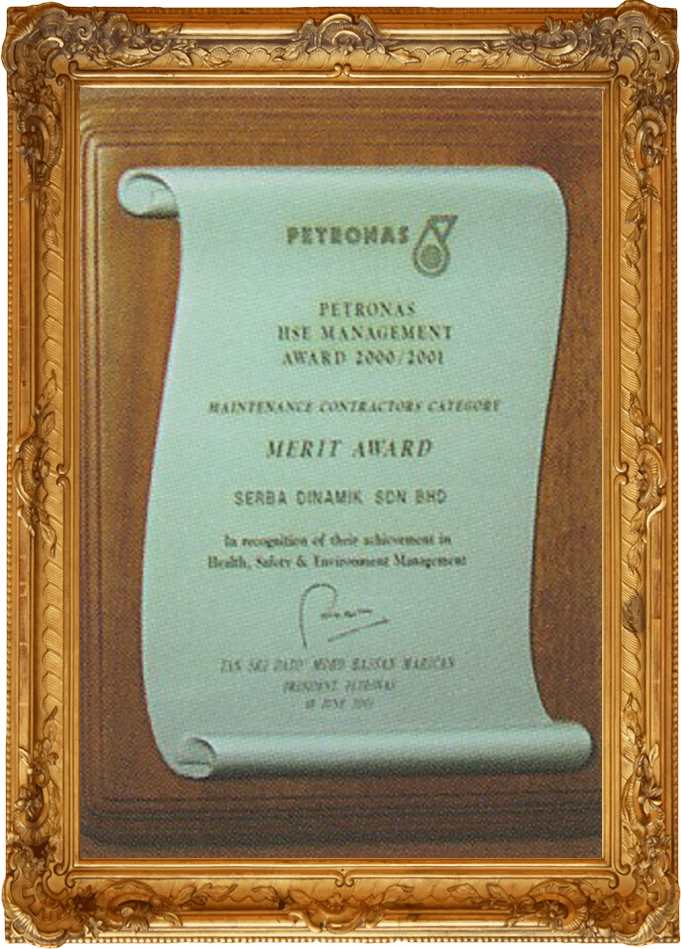 PETRONAS
PETRONAS
HSE MANAGEMENT
AWARD 2000/2001
MAINTENANCE CONTRACTORS CATEGORY
MERIT AWARD
SERBA DINAMIK SDN BHD
In recognition of their achievement in
Health, Safety & Environment Management
TAN SRI DATO' MOHD HASSAN MARICAN
PRESIDENT PETRONAS
JUNE 2001